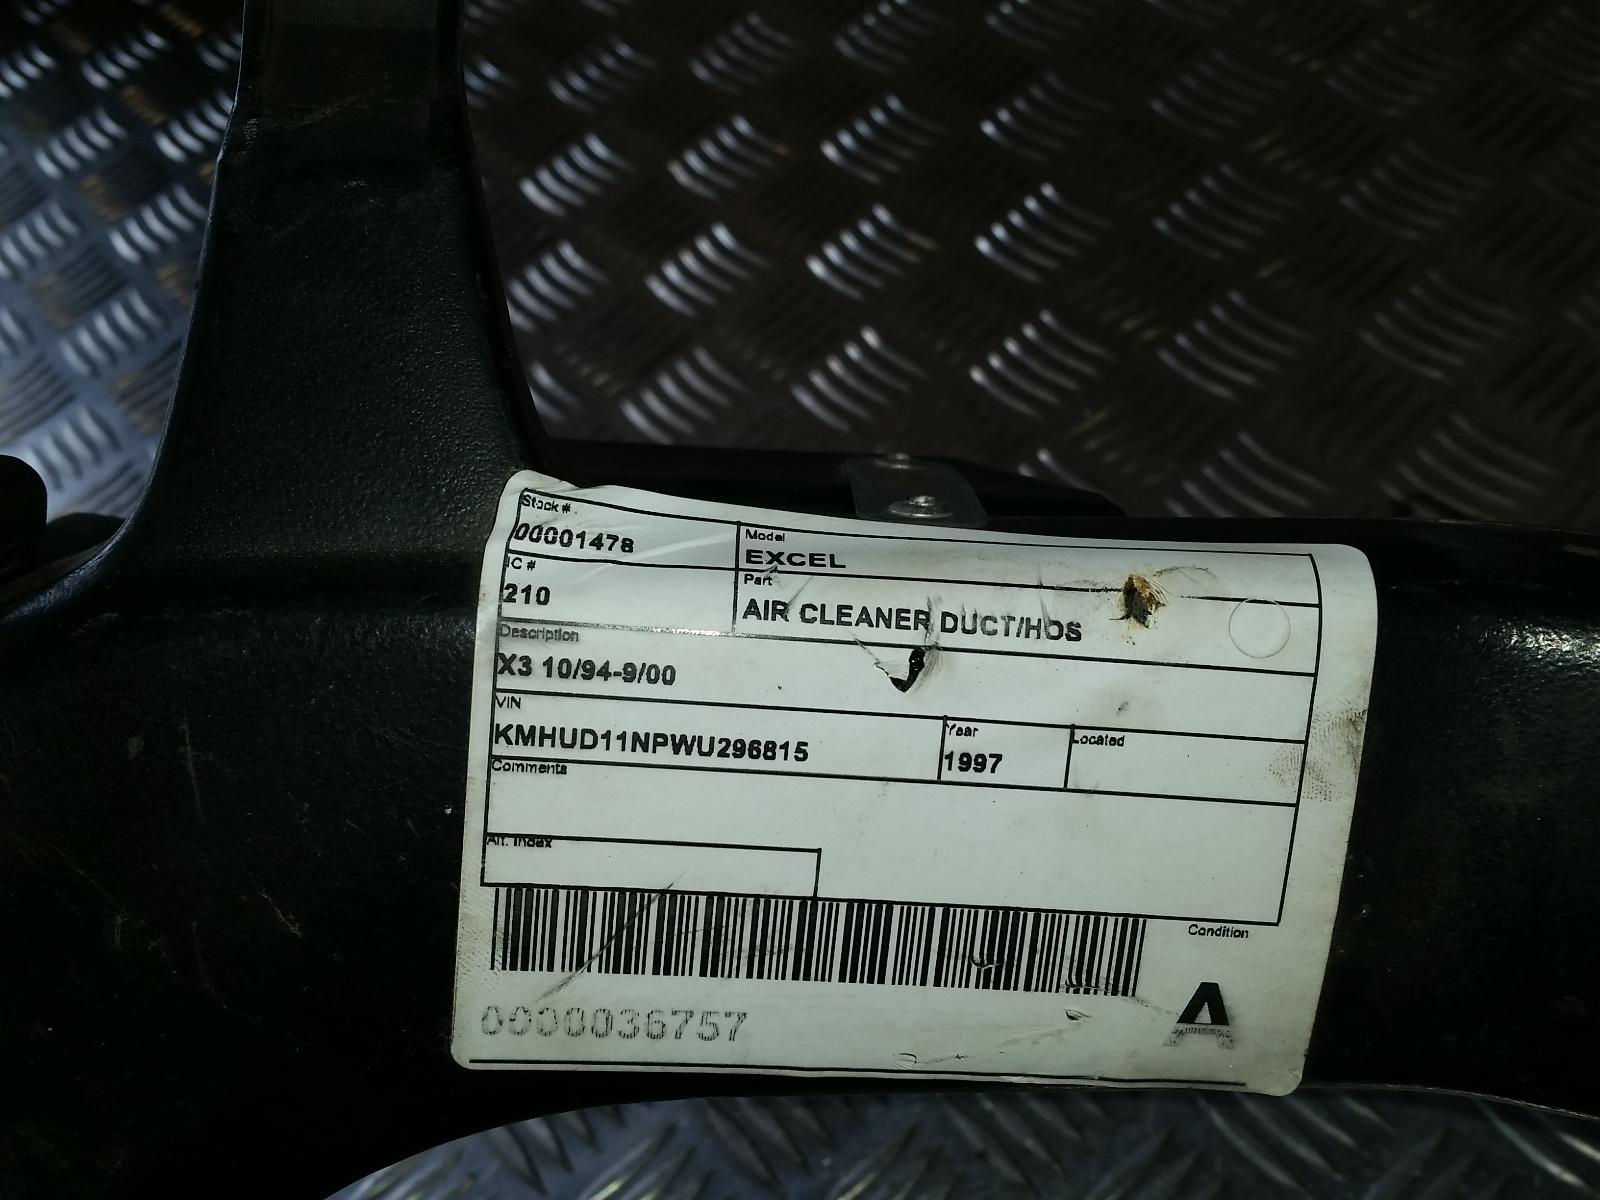 Stock #
00001478
Model
EXCEL
IC #
210
Part
AIR CLEANER DUCT/HOS
Description
X3 10/94-9/00
VIN
KMHUD11NPWU296815
Year
1997
Located
Comments
Alt. Index
Condition
0000036757
A